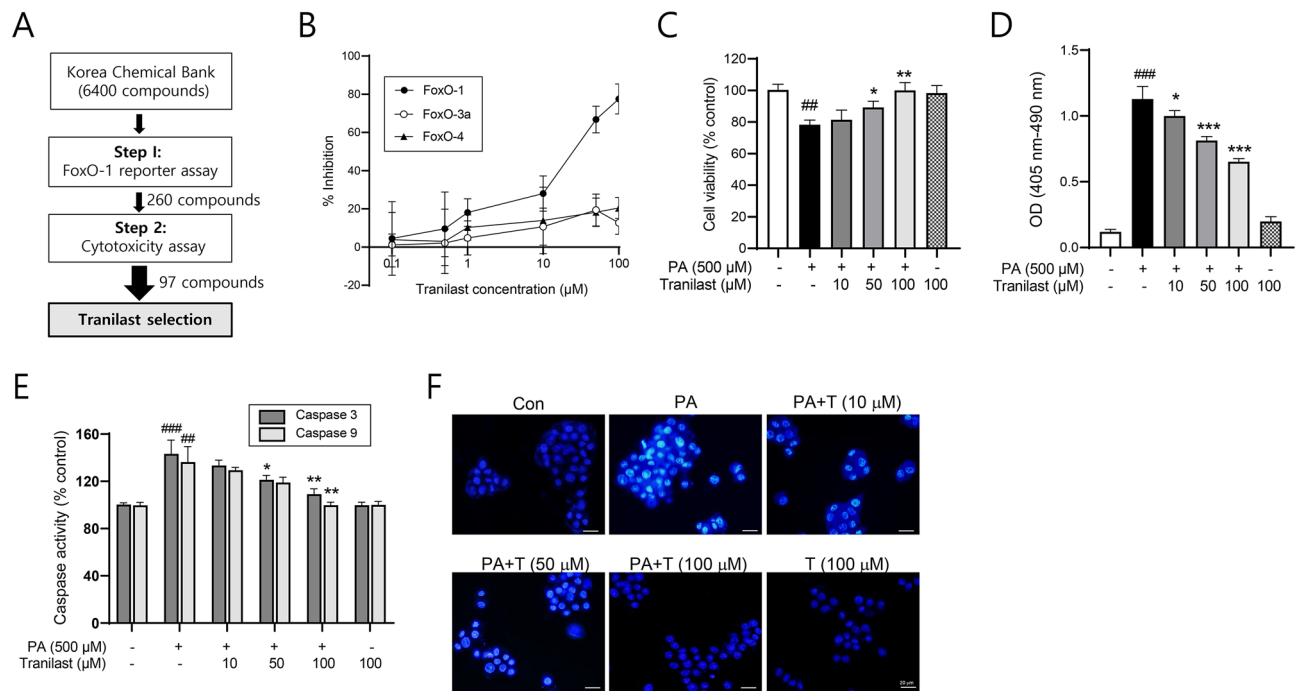 A
Korea Chemical Bank
(6400 compounds)
Step I:
FoxO-1 reporter assay
260 compounds
Step 2:
Cytotoxicity assay
97 compounds
Tranilast selection
B
% Inhibition
100
80
60
40
20
0
-20
FoxO-1
FoxO-3a
FoxO-4
0.1 1 10 100
Tranilast concentration (μM)
C
Cell viability (% control)
120
100
80
60
40
20
0
##
*
**
PA (500 μM) - + + + + -
Tranilast (μM) - - 10 50 100 100
D
OD (405 nm-490 nm)
1.5
1.0
0.5
0.0
###
*
***
***
PA (500 μM) - + + + + -
Tranilast (μM) - - 10 50 100 100
E
Caspase activity (% control)
Caspase 3
Caspase 9
160
120
80
40
0
###
##
*
**
**
PA (500 μM) - + + + + -
Tranilast (μM) - - 10 50 100 100
F
Con
PA
PA+T (10 μM)
PA+T (50 μM)
PA+T (100 μM)
T (100 μM)
20 μm